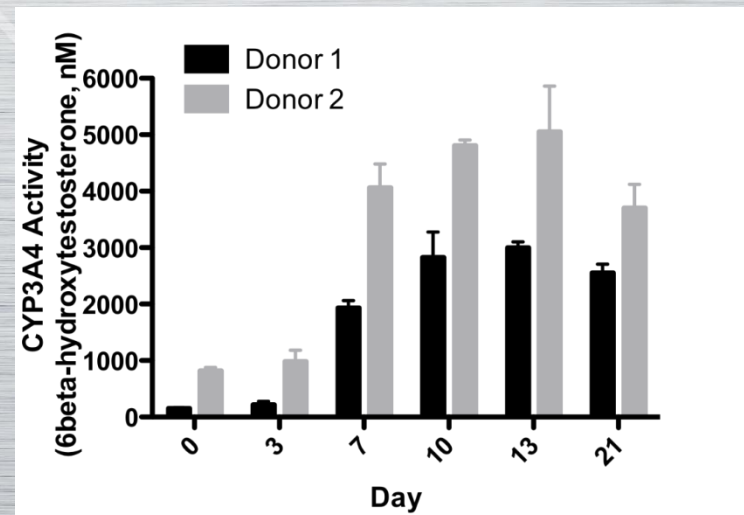 Donor 1
Donor 2
CYP3A4 Activity
(6beta-hydroxytestosterone, nM)
6000
5000
4000
3000
2000
1000
0
0 3 7 10 13 21
Day